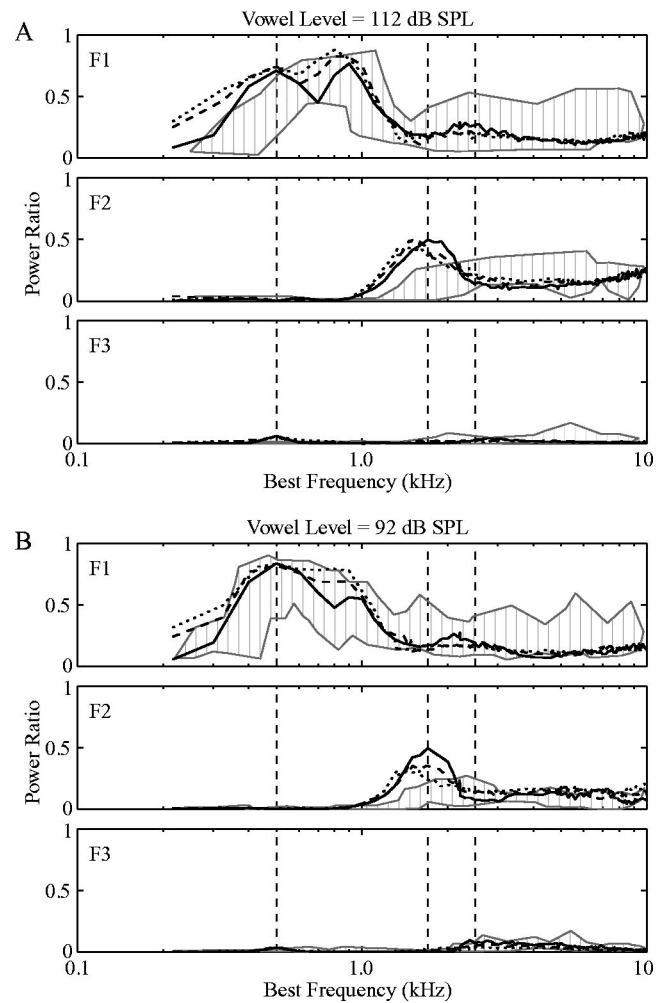 A
Vowel Level = 112 dB SPL
F1
1
0.5
0
F2
1
0.5
0
Power Ratio
F3
1
0.5
0
0.1
1.0
10
Best Frequency (kHz)
B
Vowel Level = 92 dB SPL
F1
1
0.5
0
F2
1
0.5
0
Power Ratio
F3
1
0.5
0
0.1
1.0
10
Best Frequency (kHz)